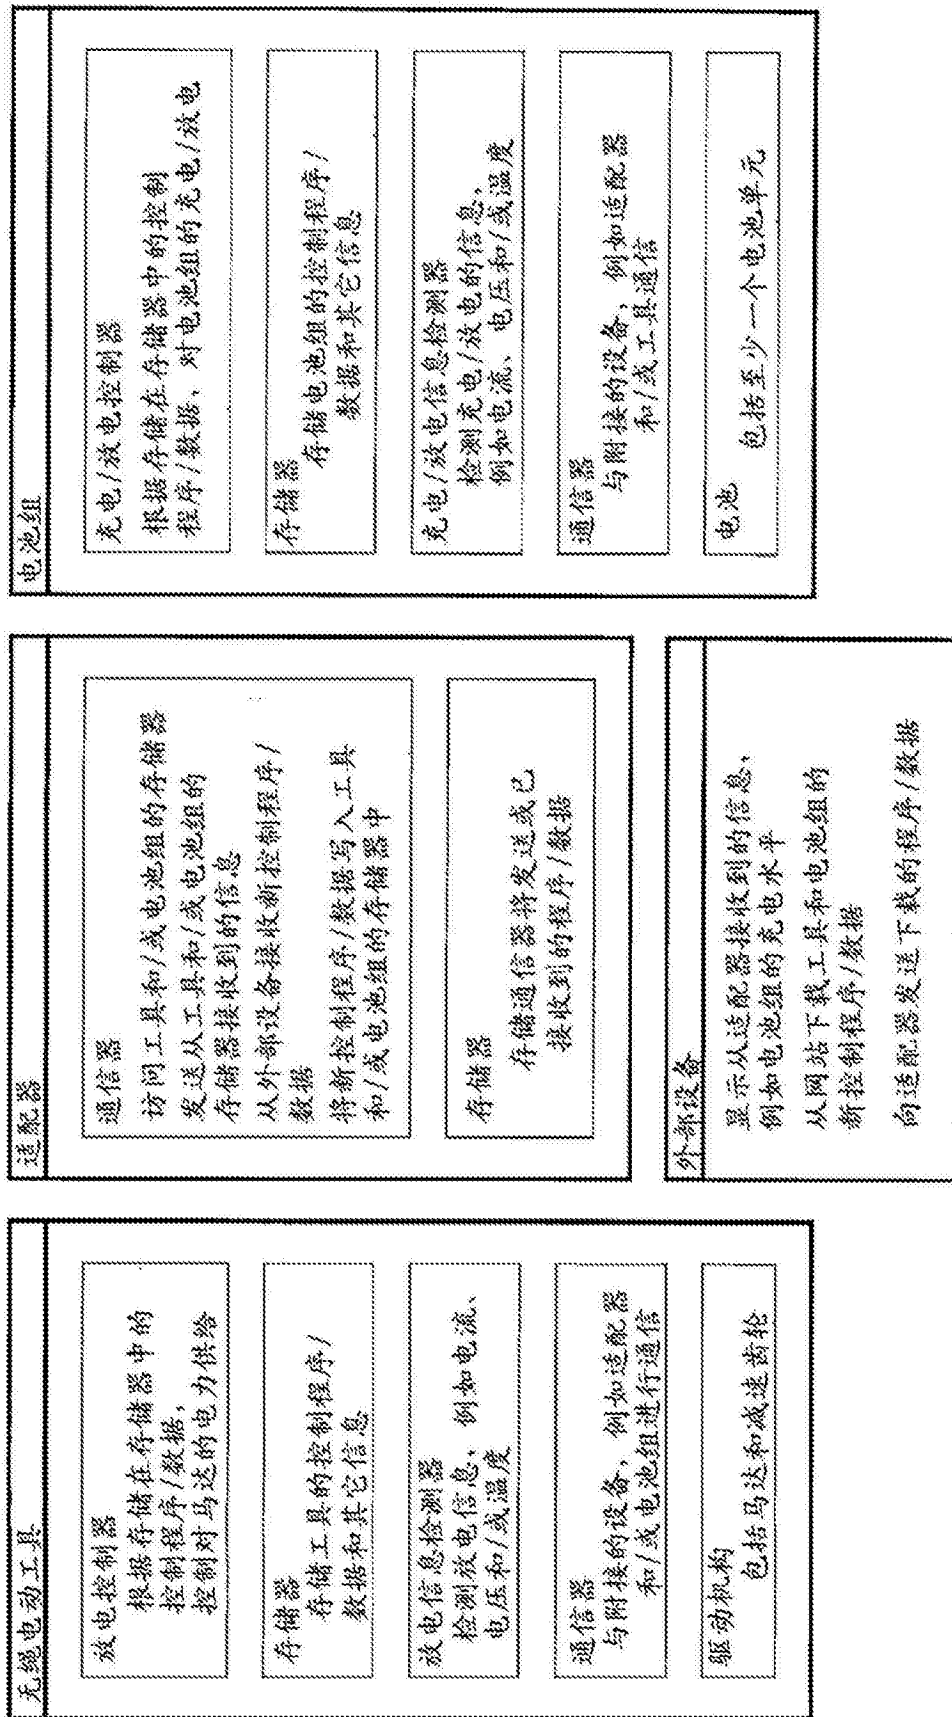 无绳电动工具
放电控制器
根据存储在存储器中的
控制程序/数据，
控制对马达的电力供给
存储器
存储工具的控制程序/
数据和其它信息
放电信息检测器
检测放电信息，例如电流、
电压和/或温度
通信器
与附接的设备，例如适配器
和/或电池组进行通信
驱动机构
包括马达和减速齿轮
适配器
通信器
访问工具和/或电池组的存储器
发送从工具和/或电池组的
存储器接收到的信息
从外部设备接收新控制程序/
数据
将新控制程序/数据写入工具
和/或电池组的存储器中
存储器
存储通信器将发送或已
接收到的程序/数据
外部设备
显示从适配器接收到的信息，
例如电池组的充电水平
从网站下载工具和电池组的
新控制程序/数据
向适配器发送下载的程序/数据
电池组
充电/放电控制器
根据存储在存储器中的控制
程序/数据、对电池组的充电/放电
存储器
存储电池组的控制程序/
数据和其它信息
充电/放电信息检测器
检测充电/放电的信息，
例如电流、电压和/或温度
通信器
与附接的设备，例如适配器
和/或工具通信
电池
包括至少一个电池单元